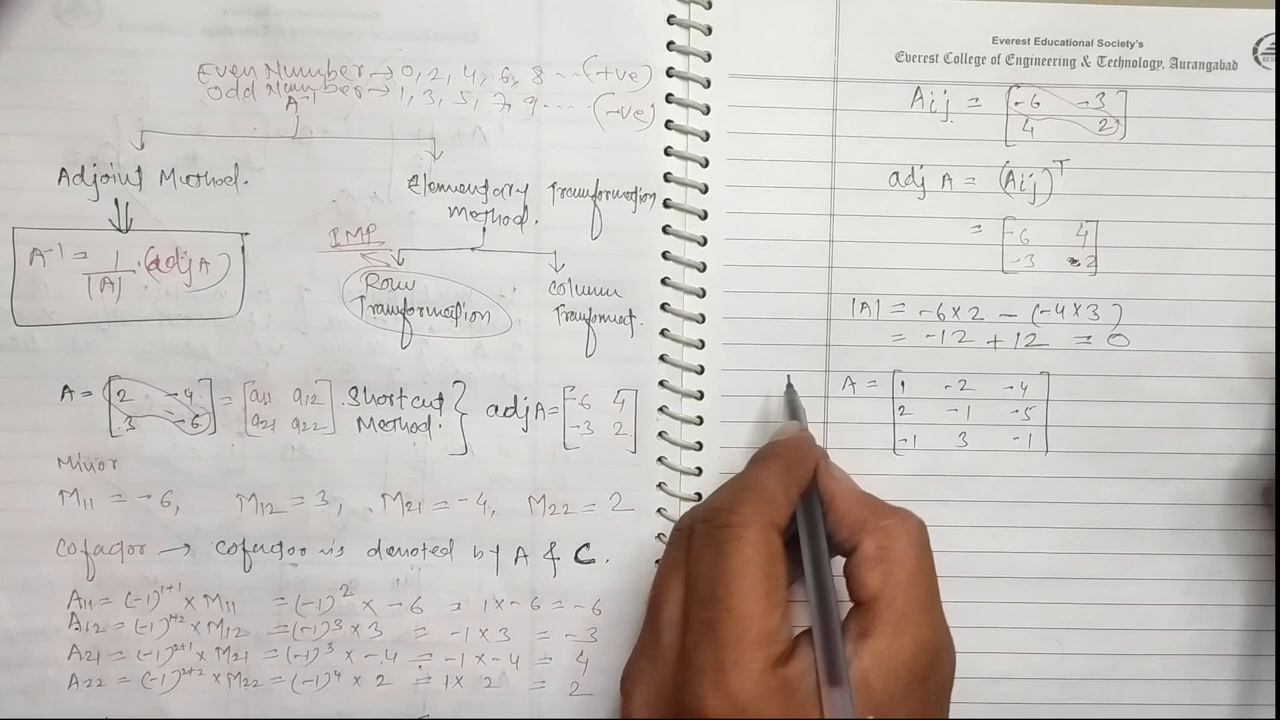 Even Number → 0, 2, 4, 6, 8 ... (+ve)
Odd Number → 1, 3, 5, 7, 9 .... (-ve)
A⁻¹
Adjoint Method.
Elementary Transformation
Method.
A⁻¹ = 1/|A| · (adj A)
IMP
Row
Transformation
Column
Transformat.
A = [2 -4; 3 -6] = [a11 a12; a21 a22] Shortcut Method. } adj A = [-6 4; -3 2]
Minor
M11 = -6, M12 = 3, M21 = -4, M22 = 2
Cofactor → cofactor is denoted by A & C.
A11 = (-1)¹⁺¹ × M11 = (-1)² × -6 = 1 × -6 = -6
A12 = (-1)¹⁺² × M12 = (-1)³ × 3 = -1 × 3 = -3
A21 = (-1)²⁺¹ × M21 = (-1)³ × -4 = -1 × -4 = 4
A22 = (-1)²⁺² × M22 = (-1)⁴ × 2 = 1 × 2 = 2
Everest Educational Society's
Everest College of Engineering & Technology, Aurangabad
Aij = [-6 -3; 4 2]
adj A = (Aij)ᵀ
= [-6 4; -3 2]
|A| = -6×2 - (-4×3)
= -12 + 12 = 0
A = [1 -2 -4
2 -1 -5
-1 3 -1]